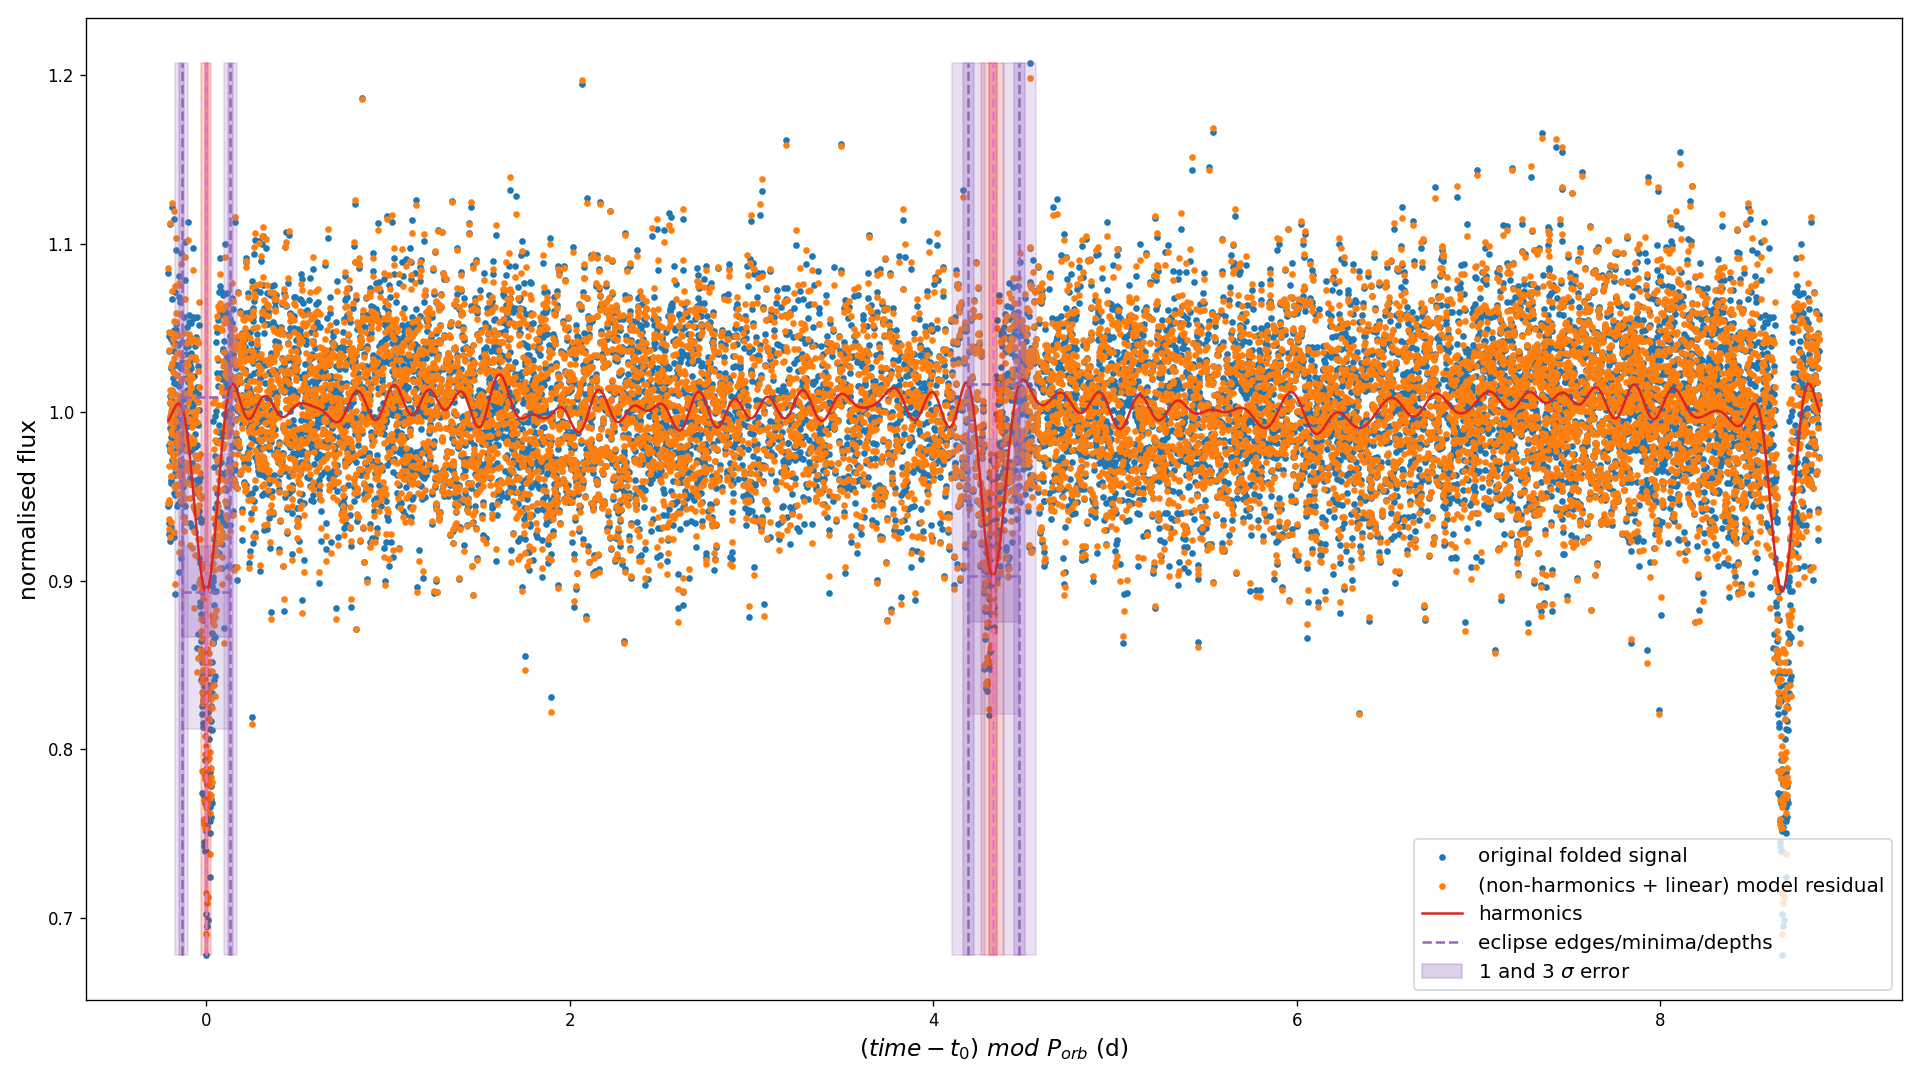 1.2
1.1
1.0
0.9
0.8
0.7
normalised flux
0 2 4 6 8
(time − t₀) mod Pₒᵣb (d)
original folded signal
(non-harmonics + linear) model residual
harmonics
eclipse edges/minima/depths
1 and 3 σ error